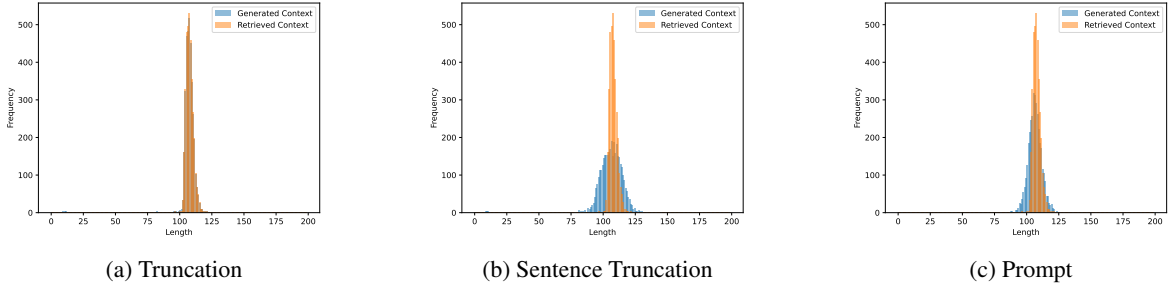 Generated Context
Retrieved Context
500
400
300
200
100
0
Frequency
0 25 50 75 100 125 150 175 200
Length
(a) Truncation
Generated Context
Retrieved Context
500
400
300
200
100
0
Frequency
0 25 50 75 100 125 150 175 200
Length
(b) Sentence Truncation
Generated Context
Retrieved Context
500
400
300
200
100
0
Frequency
0 25 50 75 100 125 150 175 200
Length
(c) Prompt